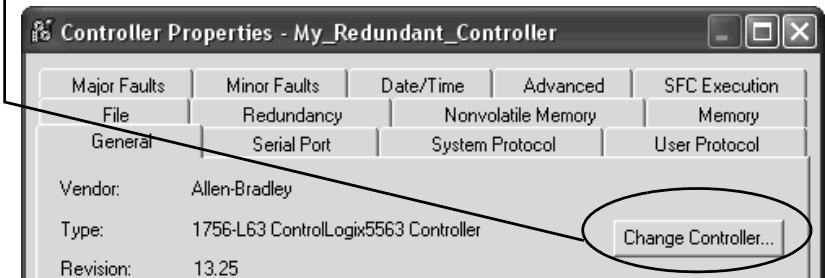 Controller Properties - My_Redundant_Controller
Major Faults Minor Faults Date/Time Advanced SFC Execution
File Redundancy Nonvolatile Memory Memory
General Serial Port System Protocol User Protocol
Vendor: Allen-Bradley
Type: 1756-L63 ControlLogix5563 Controller Change Controller...
Revision: 13.25